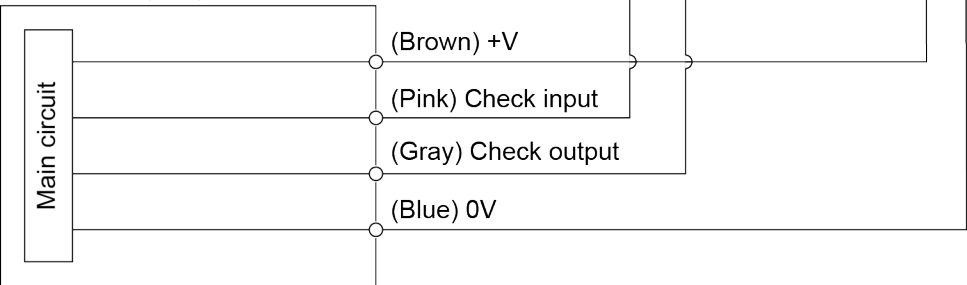 Main circuit
(Brown) +V
(Pink) Check input
(Gray) Check output
(Blue) 0V